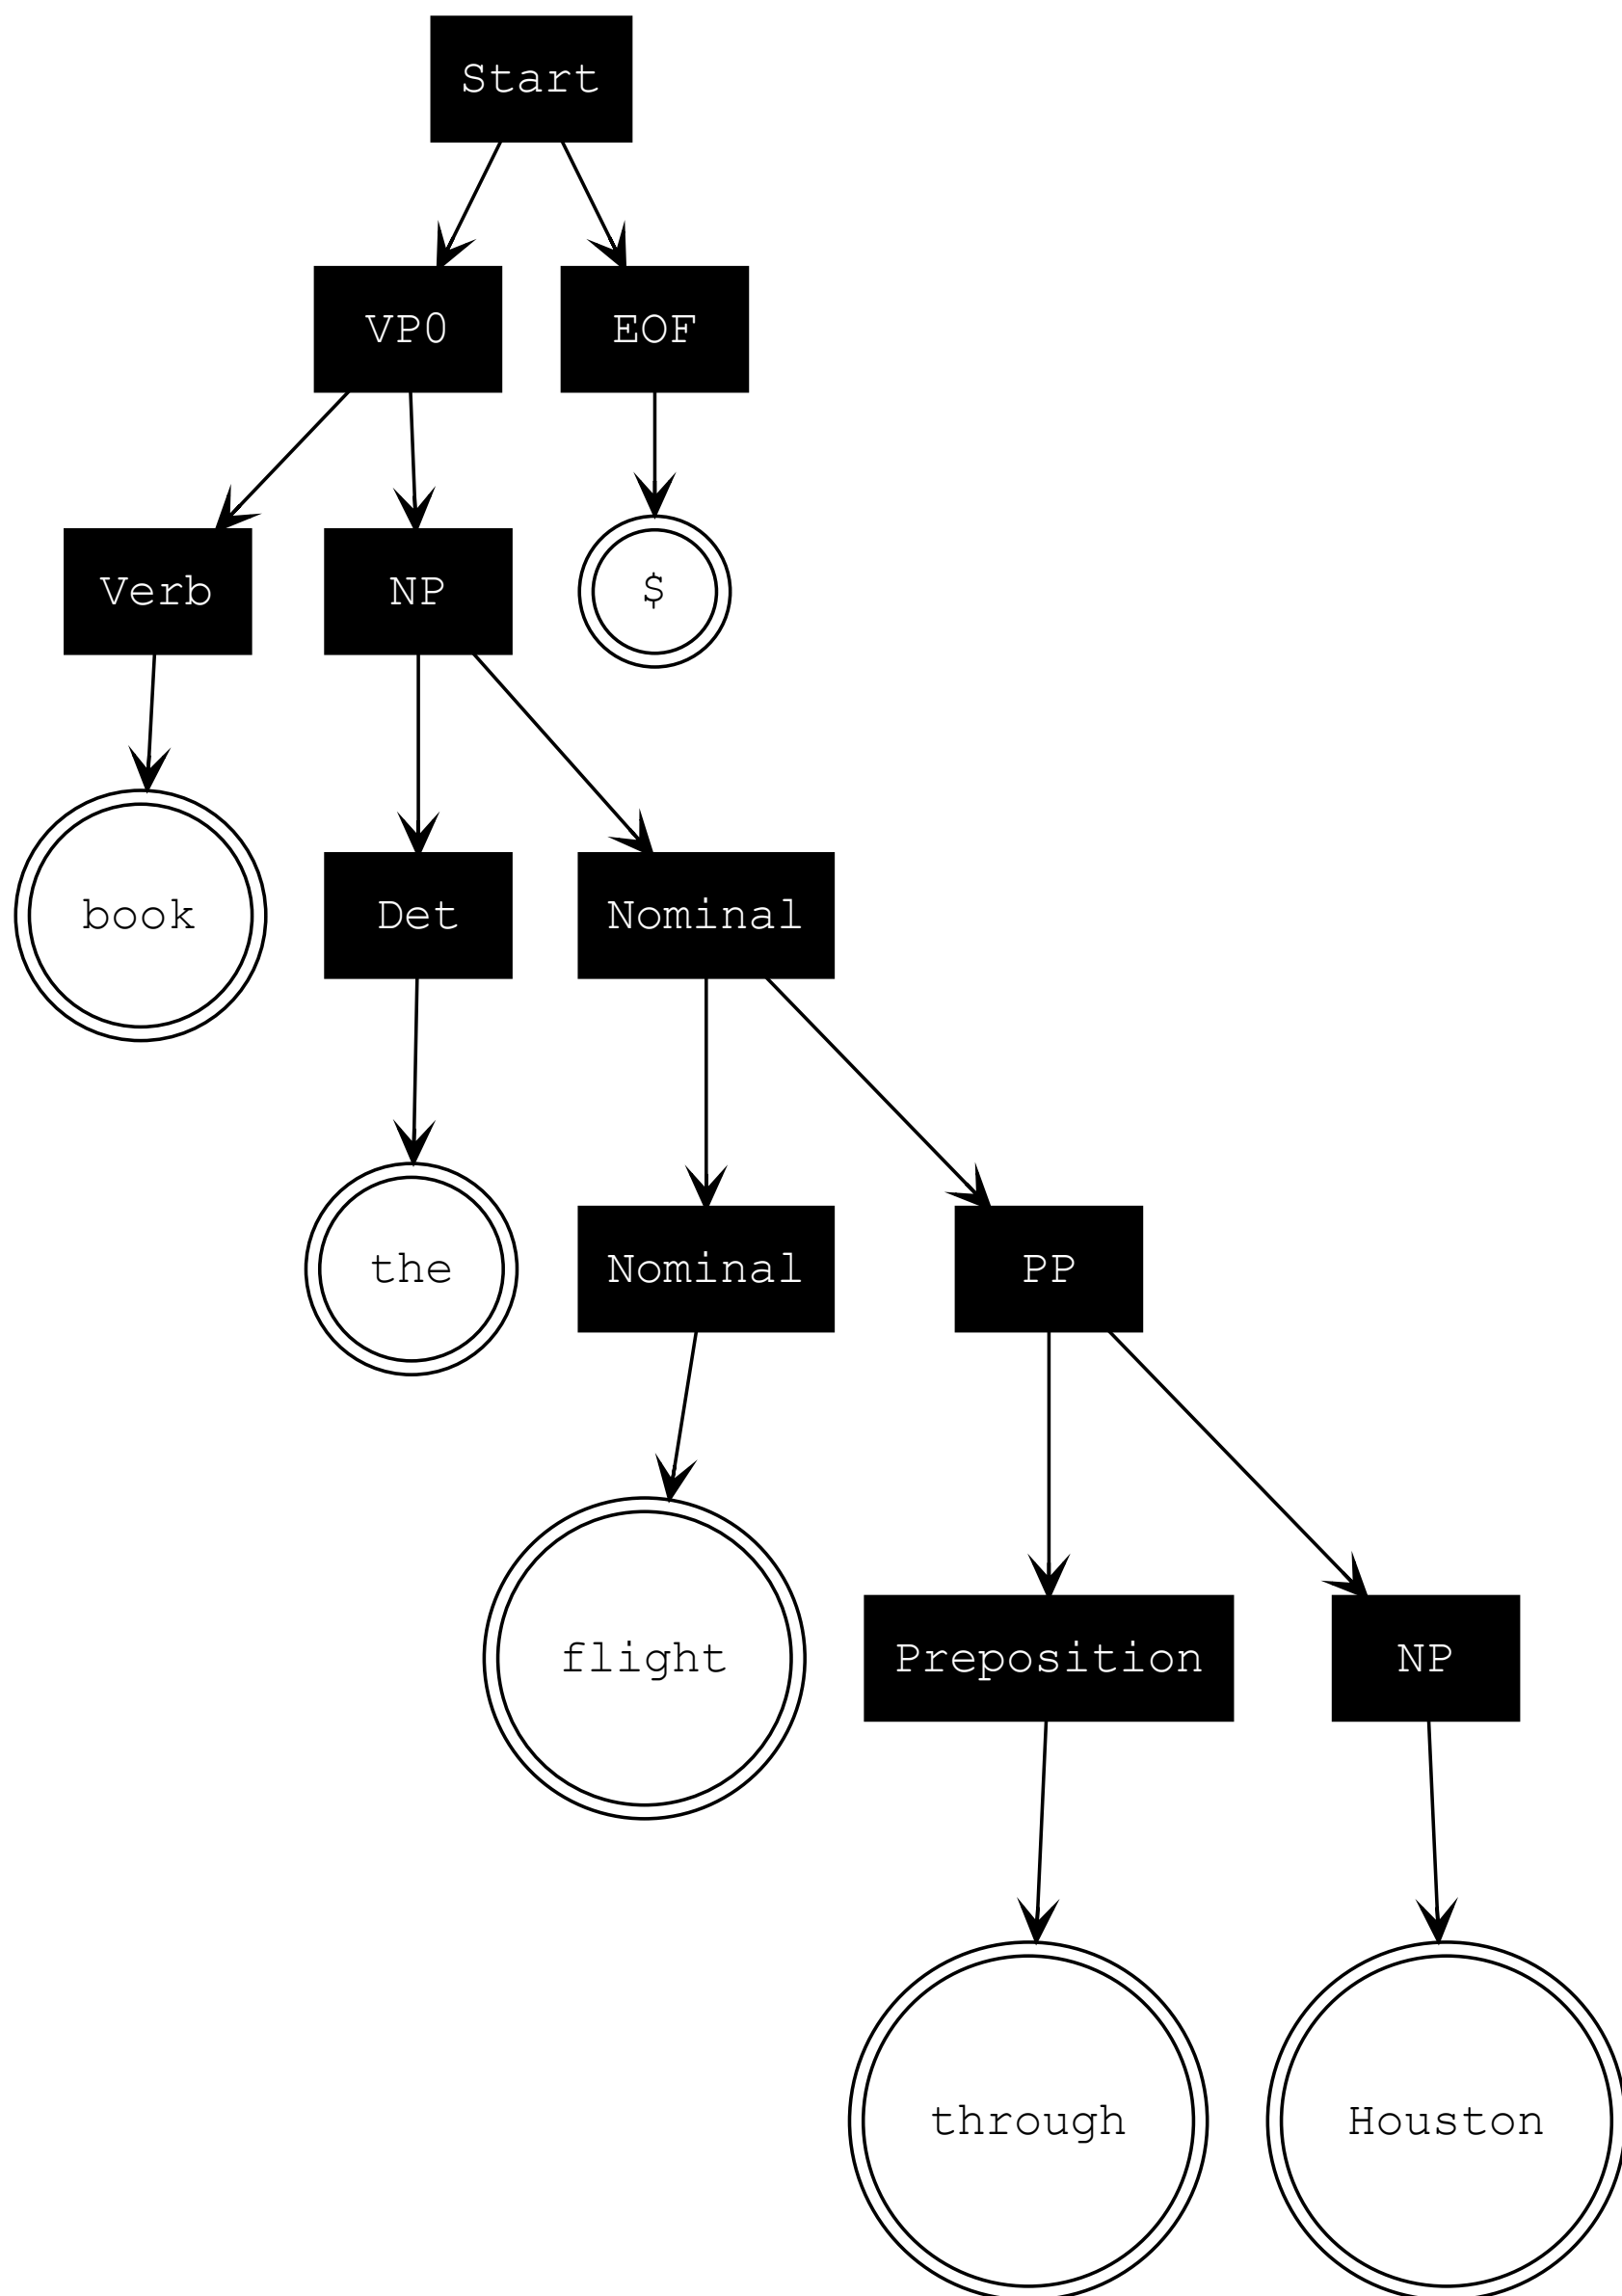 Start
VP0 EOF
Verb NP $
book Det Nominal
the Nominal PP
flight Preposition NP
through Houston